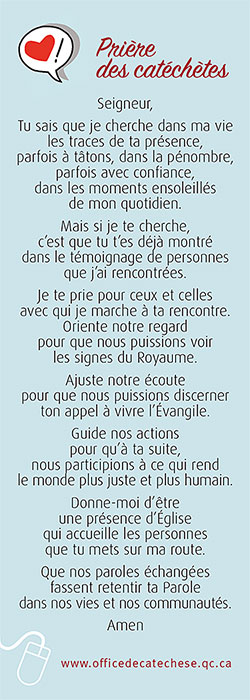 Prière
des catéchètes
Seigneur,
Tu sais que je cherche dans ma vie
les traces de ta présence,
parfois à tâtons, dans la pénombre,
parfois avec confiance,
dans les moments ensoleillés
de mon quotidien.
Mais si je te cherche,
c'est que tu t'es déjà montré
dans le témoignage de personnes
que j'ai rencontrées.
Je te prie pour ceux et celles
avec qui je marche à ta rencontre.
Oriente notre regard
pour que nous puissions voir
les signes du Royaume.
Ajuste notre écoute
pour que nous puissions discerner
ton appel à vivre l'Évangile.
Guide nos actions
pour qu'à ta suite,
nous participions à ce qui rend
le monde plus juste et plus humain.
Donne-moi d'être
une présence d'Église
qui accueille les personnes
que tu mets sur ma route.
Que nos paroles échangées
fassent retentir ta Parole
dans nos vies et nos communautés.
Amen
www.officedecatechese.qc.ca